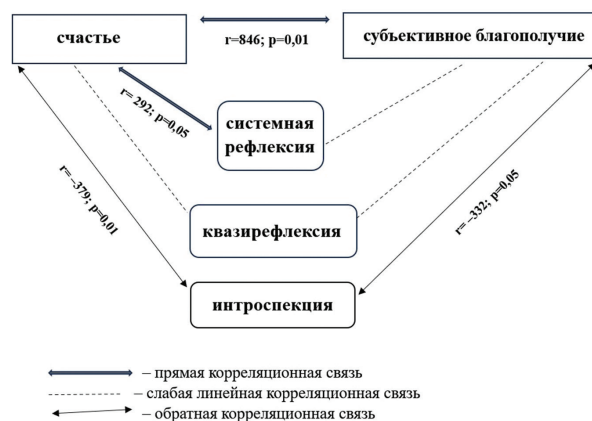 счастье
субъективное благополучие
r=846; p=0,01
r= 292; p=0,05
системная
рефлексия
r= –379; p=0,01
r= –332; p=0,05
квазирефлексия
интроспекция
– прямая корреляционная связь
– слабая линейная корреляционная связь
– обратная корреляционная связь